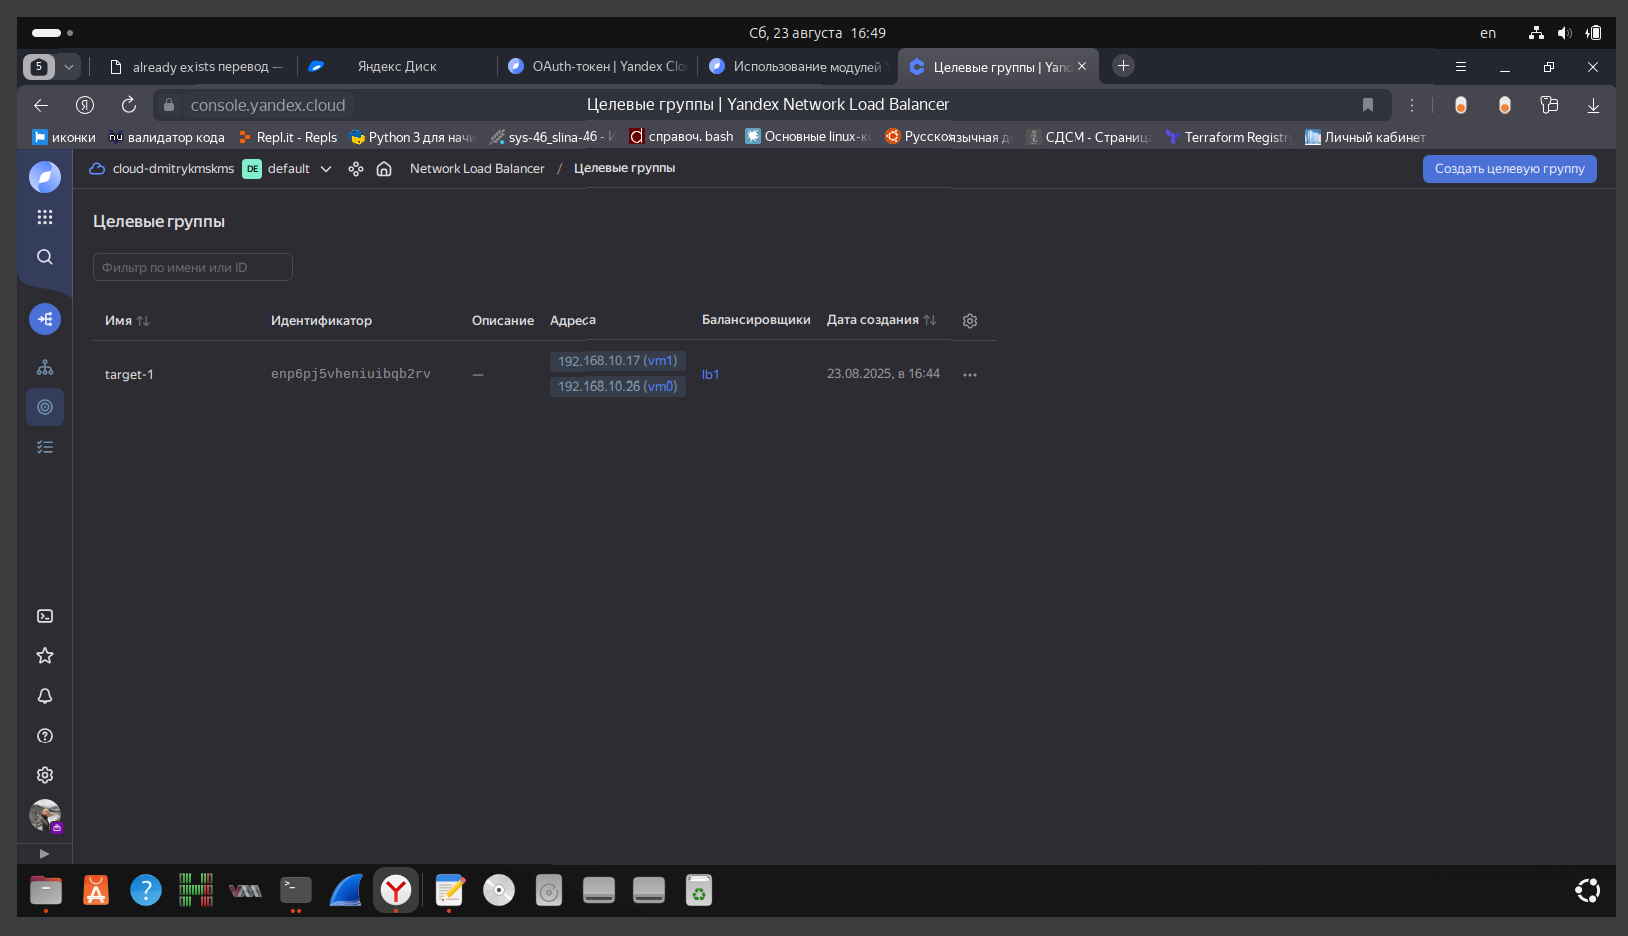 Сб, 23 августа 16:49
en
5
already exists перевод —
Яндекс Диск
OAuth-токен | Yandex Clo
Использование модулей
Целевые группы | Yand
console.yandex.cloud
Целевые группы | Yandex Network Load Balancer
иконки
nu валидатор кода
Repl.it - Repls
Python 3 для начи
sys-46_slina-46 - И
справоч. bash
Основные linux-ко
Русскоязычная до
СДСМ - Страница
Terraform Registry
Личный кабинет -
cloud-dmitrykmskms
DE default
Network Load Balancer / Целевые группы
Создать целевую группу
Целевые группы
Фильтр по имени или ID
Имя Идентификатор Описание Адреса Балансировщики Дата создания
target-1 enp6pj5vheniuibqb2rv — 192.168.10.17 (vm1) lb1 23.08.2025, в 16:44
192.168.10.26 (vm0)